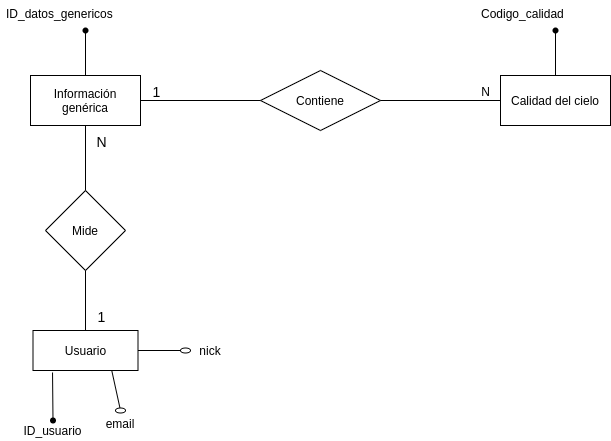 ID_datos_genericos
Codigo_calidad
Información
genérica
1
Contiene
N
Calidad del cielo
N
Mide
1
Usuario
nick
email
ID_usuario